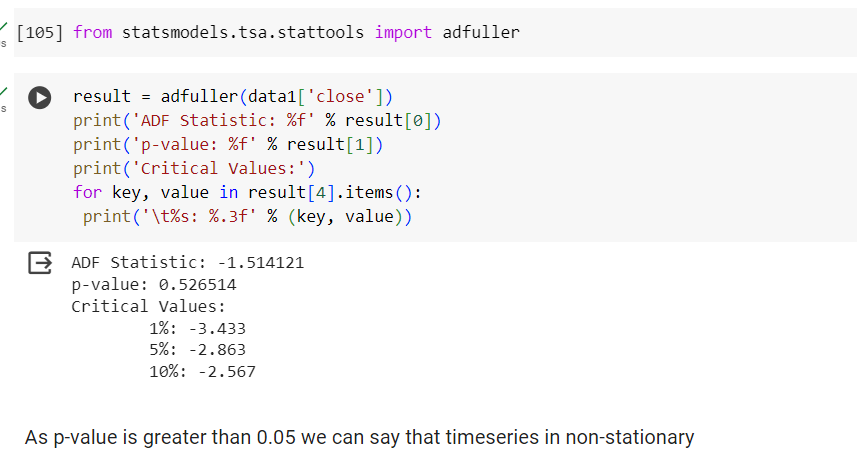 [105] from statsmodels.tsa.stattools import adfuller
s
s
result = adfuller(data1['close'])
print('ADF Statistic: %f' % result[0])
print('p-value: %f' % result[1])
print('Critical Values:')
for key, value in result[4].items():
 print('\t%s: %.3f' % (key, value))
ADF Statistic: -1.514121
p-value: 0.526514
Critical Values:
        1%: -3.433
        5%: -2.863
        10%: -2.567
As p-value is greater than 0.05 we can say that timeseries in non-stationary